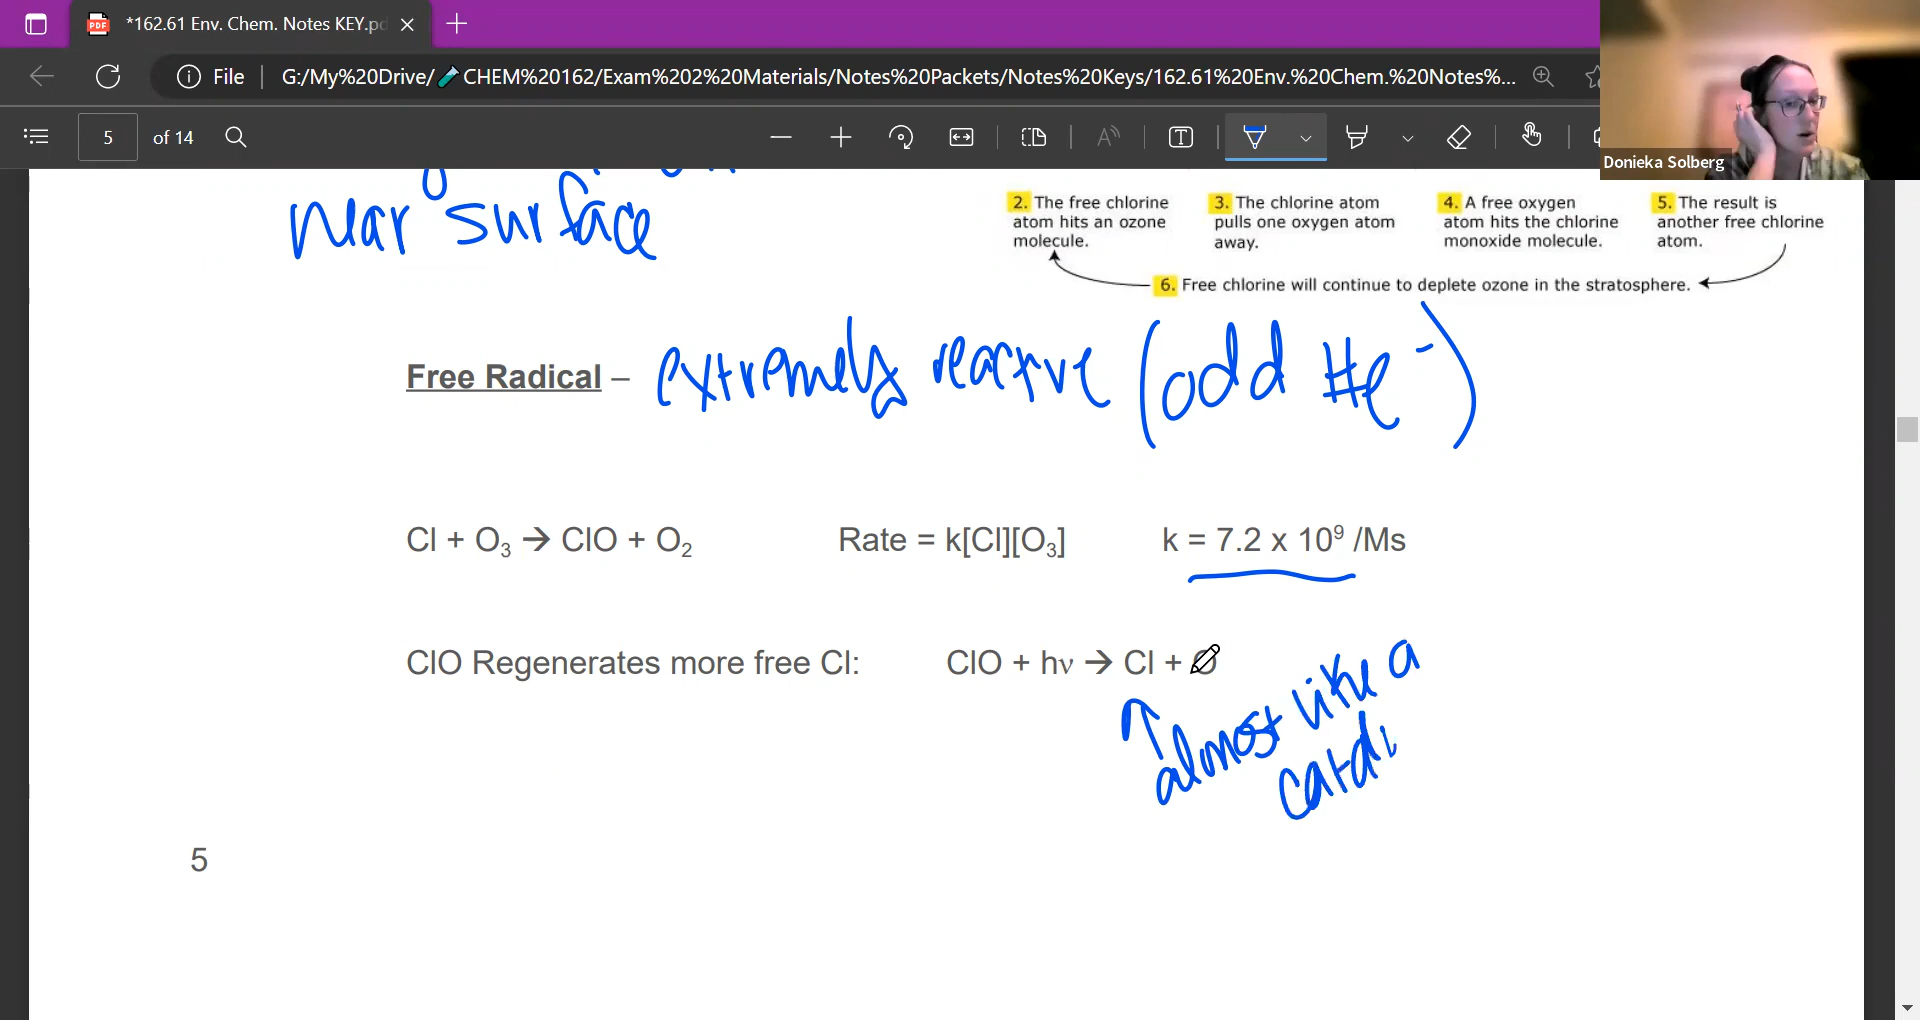 *162.61 Env. Chem. Notes KEY.pd
File
G:/My%20Drive/🧪CHEM%20162/Exam%202%20Materials/Notes%20Packets/Notes%20Keys/162.61%20Env.%20Chem.%20Notes%...
5 of 14
Donieka Solberg
near surface
2. The free chlorine atom hits an ozone molecule.
3. The chlorine atom pulls one oxygen atom away.
4. A free oxygen atom hits the chlorine monoxide molecule.
5. The result is another free chlorine atom.
6. Free chlorine will continue to deplete ozone in the stratosphere.
Free Radical – extremely reactive (odd # e⁻)
Cl + O₃ → ClO + O₂ Rate = k[Cl][O₃] k = 7.2 x 10⁹ /Ms
ClO Regenerates more free Cl: ClO + hν → Cl + O
↑ almost like a
5